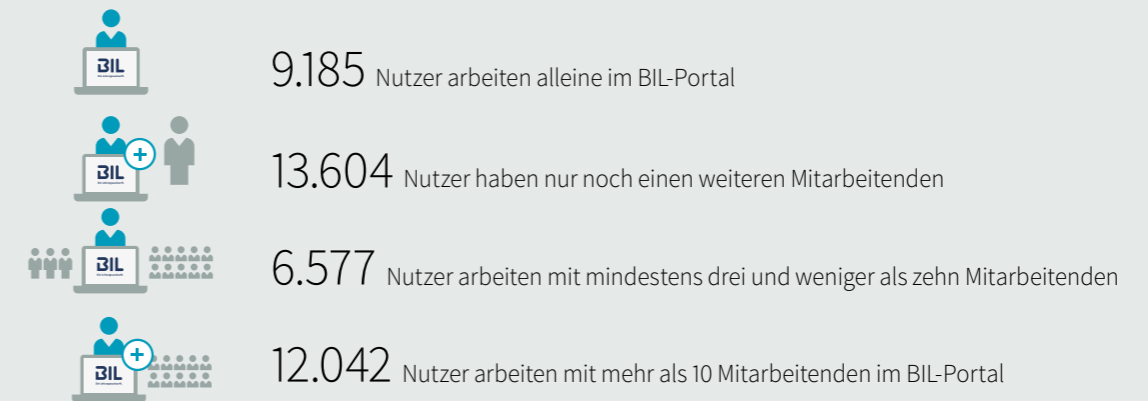 BIL
9.185 Nutzer arbeiten alleine im BIL-Portal
BIL
13.604 Nutzer haben nur noch einen weiteren Mitarbeitenden
BIL
6.577 Nutzer arbeiten mit mindestens drei und weniger als zehn Mitarbeitenden
BIL
12.042 Nutzer arbeiten mit mehr als 10 Mitarbeitenden im BIL-Portal